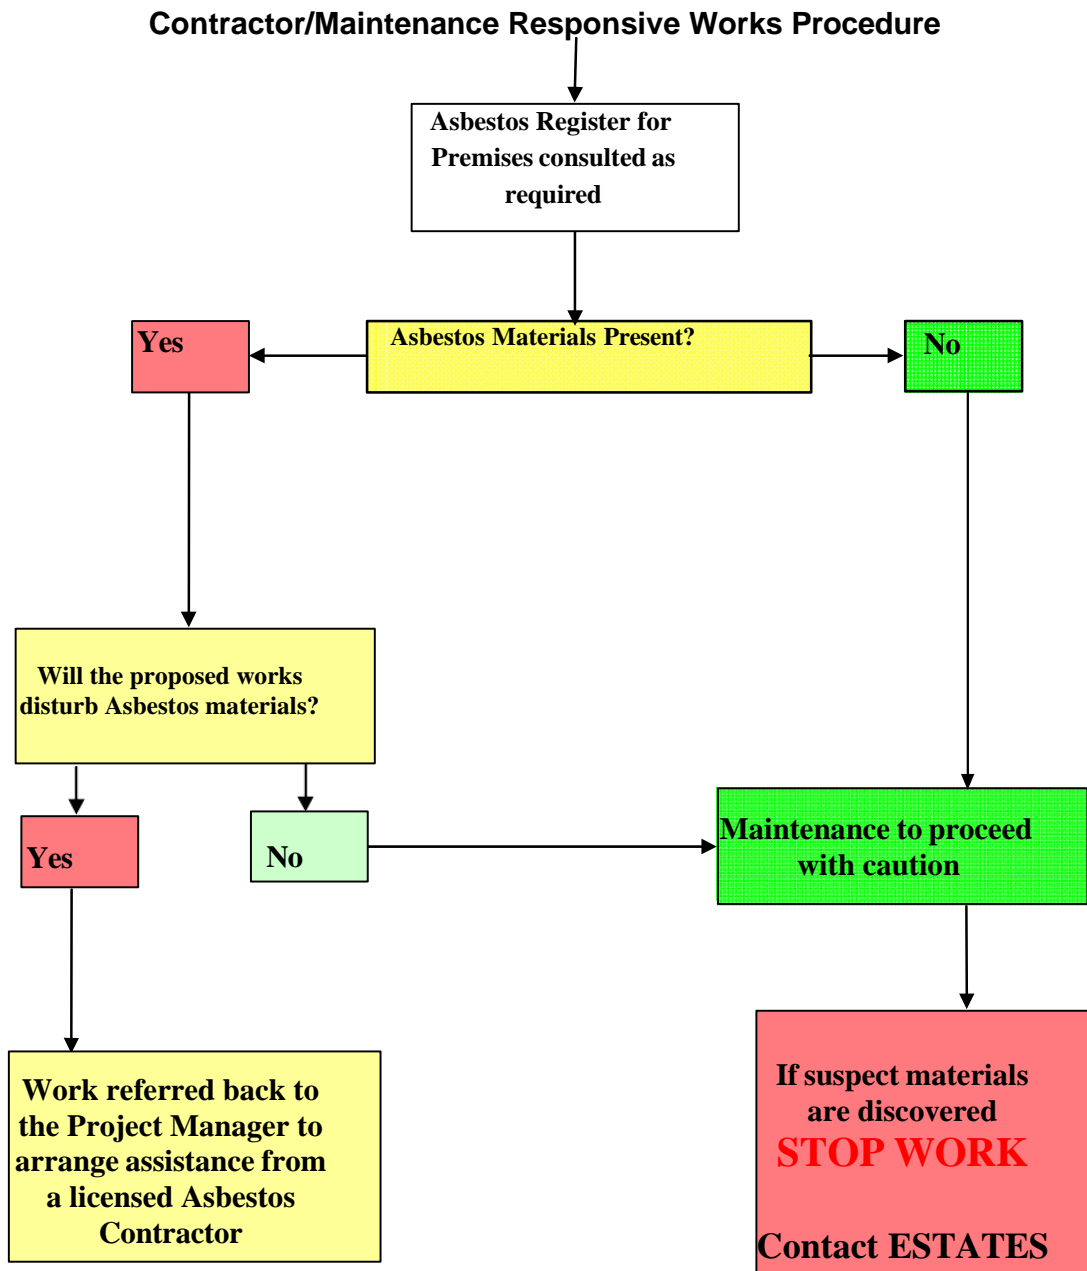 Contractor/Maintenance Responsive Works Procedure
Asbestos Register for
Premises consulted as
required
Yes
Asbestos Materials Present?
No
Will the proposed works
disturb Asbestos materials?
Yes
No
Maintenance to proceed
with caution
Work referred back to
the Project Manager to
arrange assistance from
a licensed Asbestos
Contractor
If suspect materials
are discovered
STOP WORK
Contact ESTATES